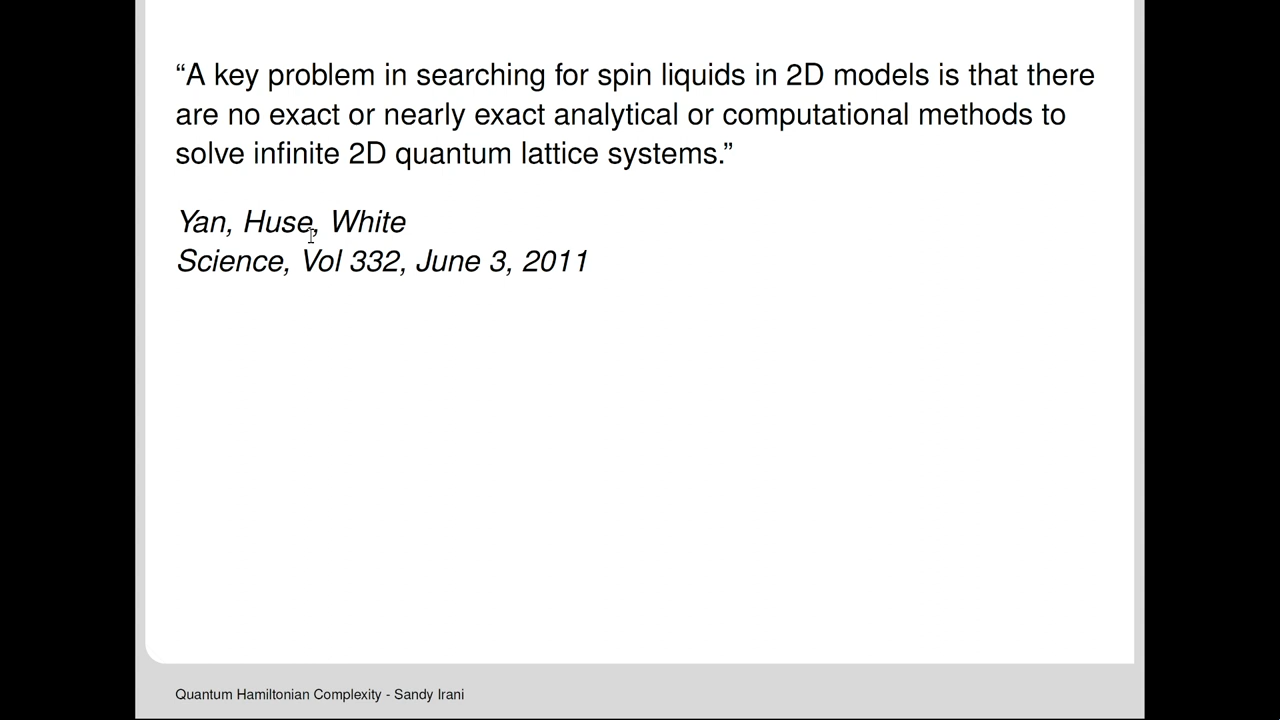 “A key problem in searching for spin liquids in 2D models is that there
are no exact or nearly exact analytical or computational methods to
solve infinite 2D quantum lattice systems.”
Yan, Huse, White
Science, Vol 332, June 3, 2011
Quantum Hamiltonian Complexity - Sandy Irani